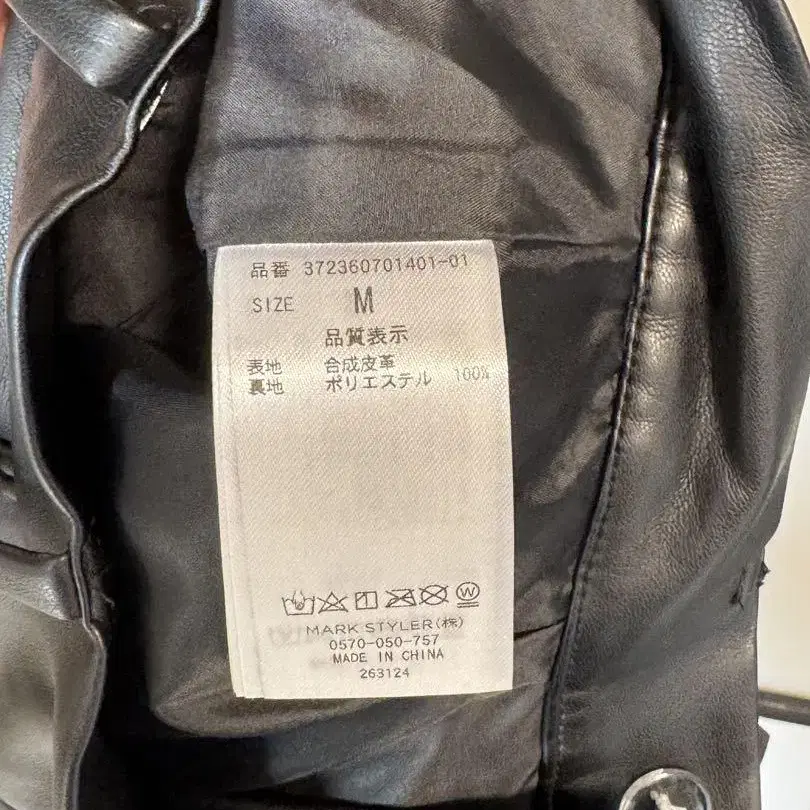 品番 372360701401-01
SIZE M
品質表示
表地 合成皮革
裏地 ポリエステル 100%
W
MARK STYLER(株)
0570-050-757
MADE IN CHINA
263124